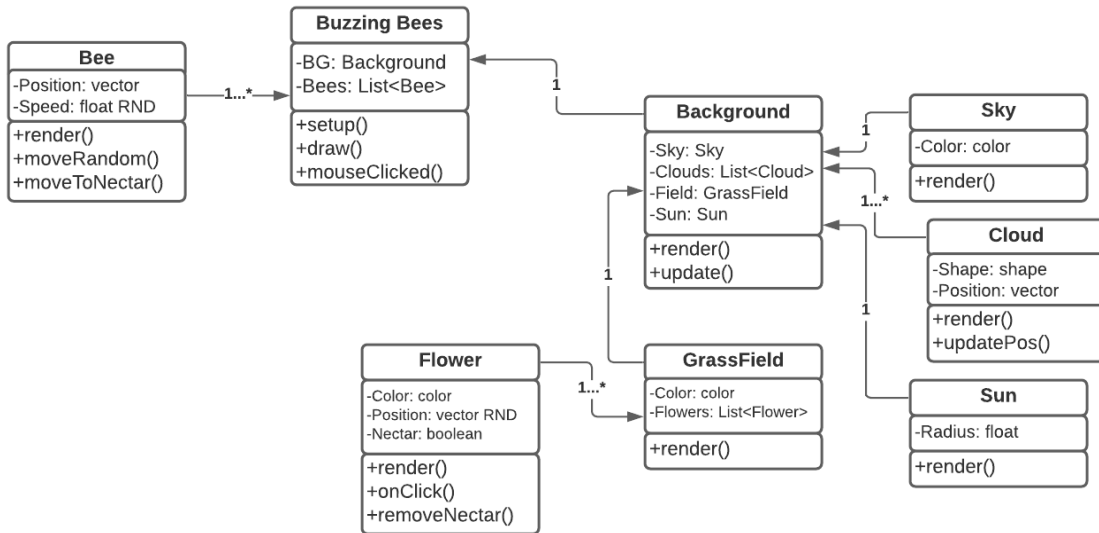 Bee
-Position: vector
-Speed: float RND
+render()
+moveRandom()
+moveToNectar()
1...*
Buzzing Bees
-BG: Background
-Bees: List<Bee>
+setup()
+draw()
+mouseClicked()
1
Background
-Sky: Sky
-Clouds: List<Cloud>
-Field: GrassField
-Sun: Sun
+render()
+update()
1
Sky
-Color: color
+render()
1...*
Cloud
-Shape: shape
-Position: vector
+render()
+updatePos()
1
1
Flower
-Color: color
-Position: vector RND
-Nectar: boolean
+render()
+onClick()
+removeNectar()
1...*
GrassField
-Color: color
-Flowers: List<Flower>
+render()
Sun
-Radius: float
+render()